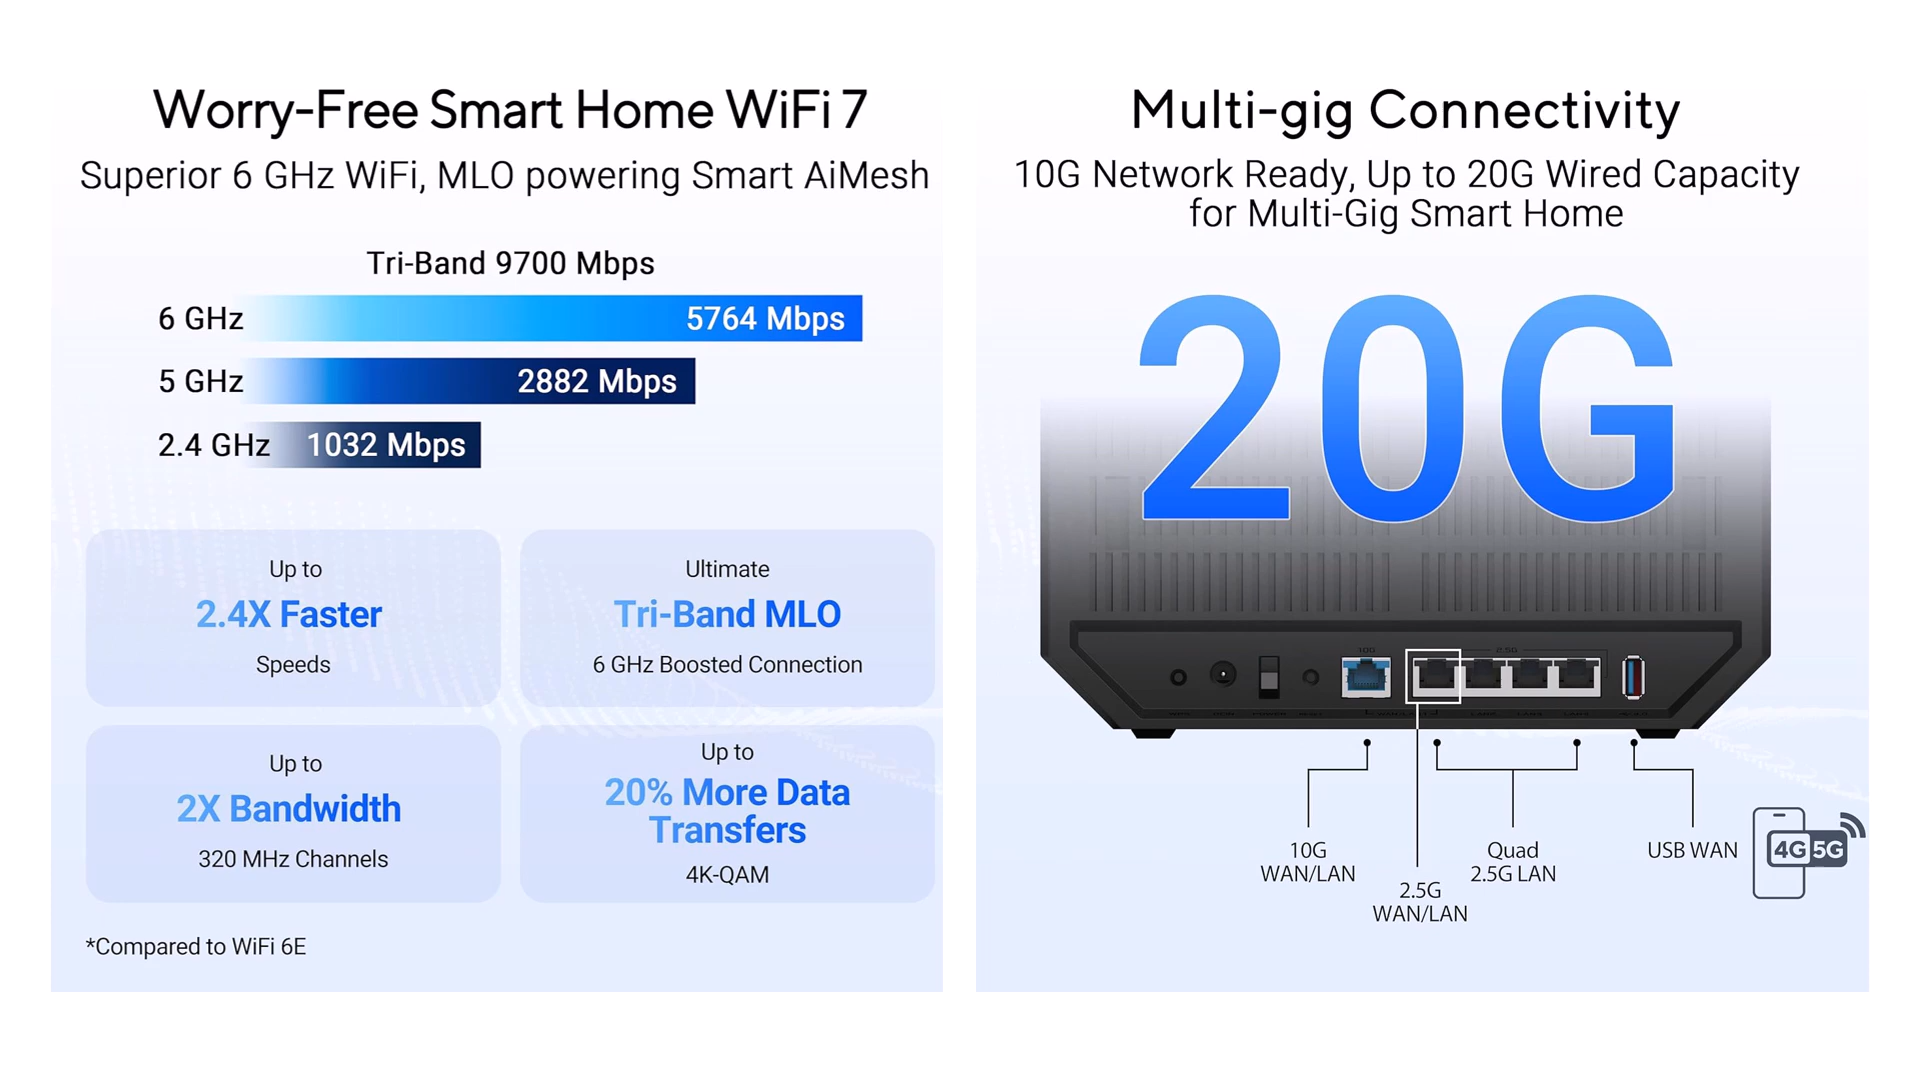 Worry-Free Smart Home WiFi 7
Superior 6 GHz WiFi, MLO powering Smart AiMesh
Tri-Band 9700 Mbps
6 GHz 5764 Mbps
5 GHz 2882 Mbps
2.4 GHz 1032 Mbps
Up to
2.4X Faster
Speeds
Ultimate
Tri-Band MLO
6 GHz Boosted Connection
Up to
2X Bandwidth
320 MHz Channels
Up to
20% More Data
Transfers
4K-QAM
*Compared to WiFi 6E
Multi-gig Connectivity
10G Network Ready, Up to 20G Wired Capacity
for Multi-Gig Smart Home
20G
10G
2.5G
10G
WAN/LAN
2.5G
WAN/LAN
Quad
2.5G LAN
USB WAN
4G 5G